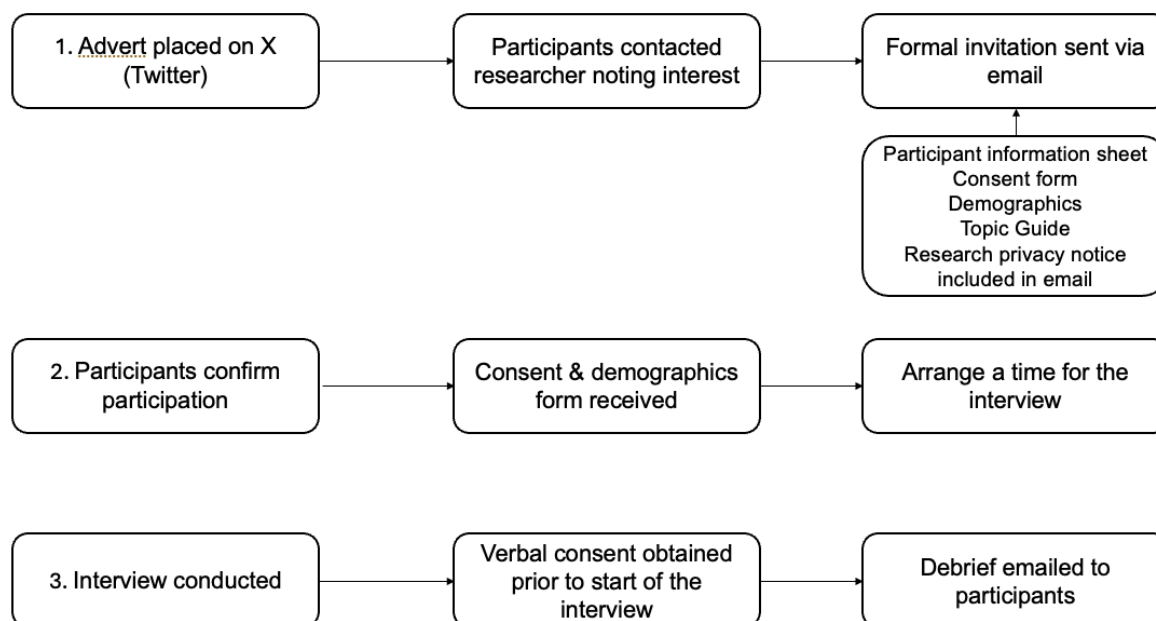 1. Advert placed on X
(Twitter)
Participants contacted
researcher noting interest
Formal invitation sent via
email
Participant information sheet
Consent form
Demographics
Topic Guide
Research privacy notice
included in email
2. Participants confirm
participation
Consent & demographics
form received
Arrange a time for the
interview
3. Interview conducted
Verbal consent obtained
prior to start of the
interview
Debrief emailed to
participants